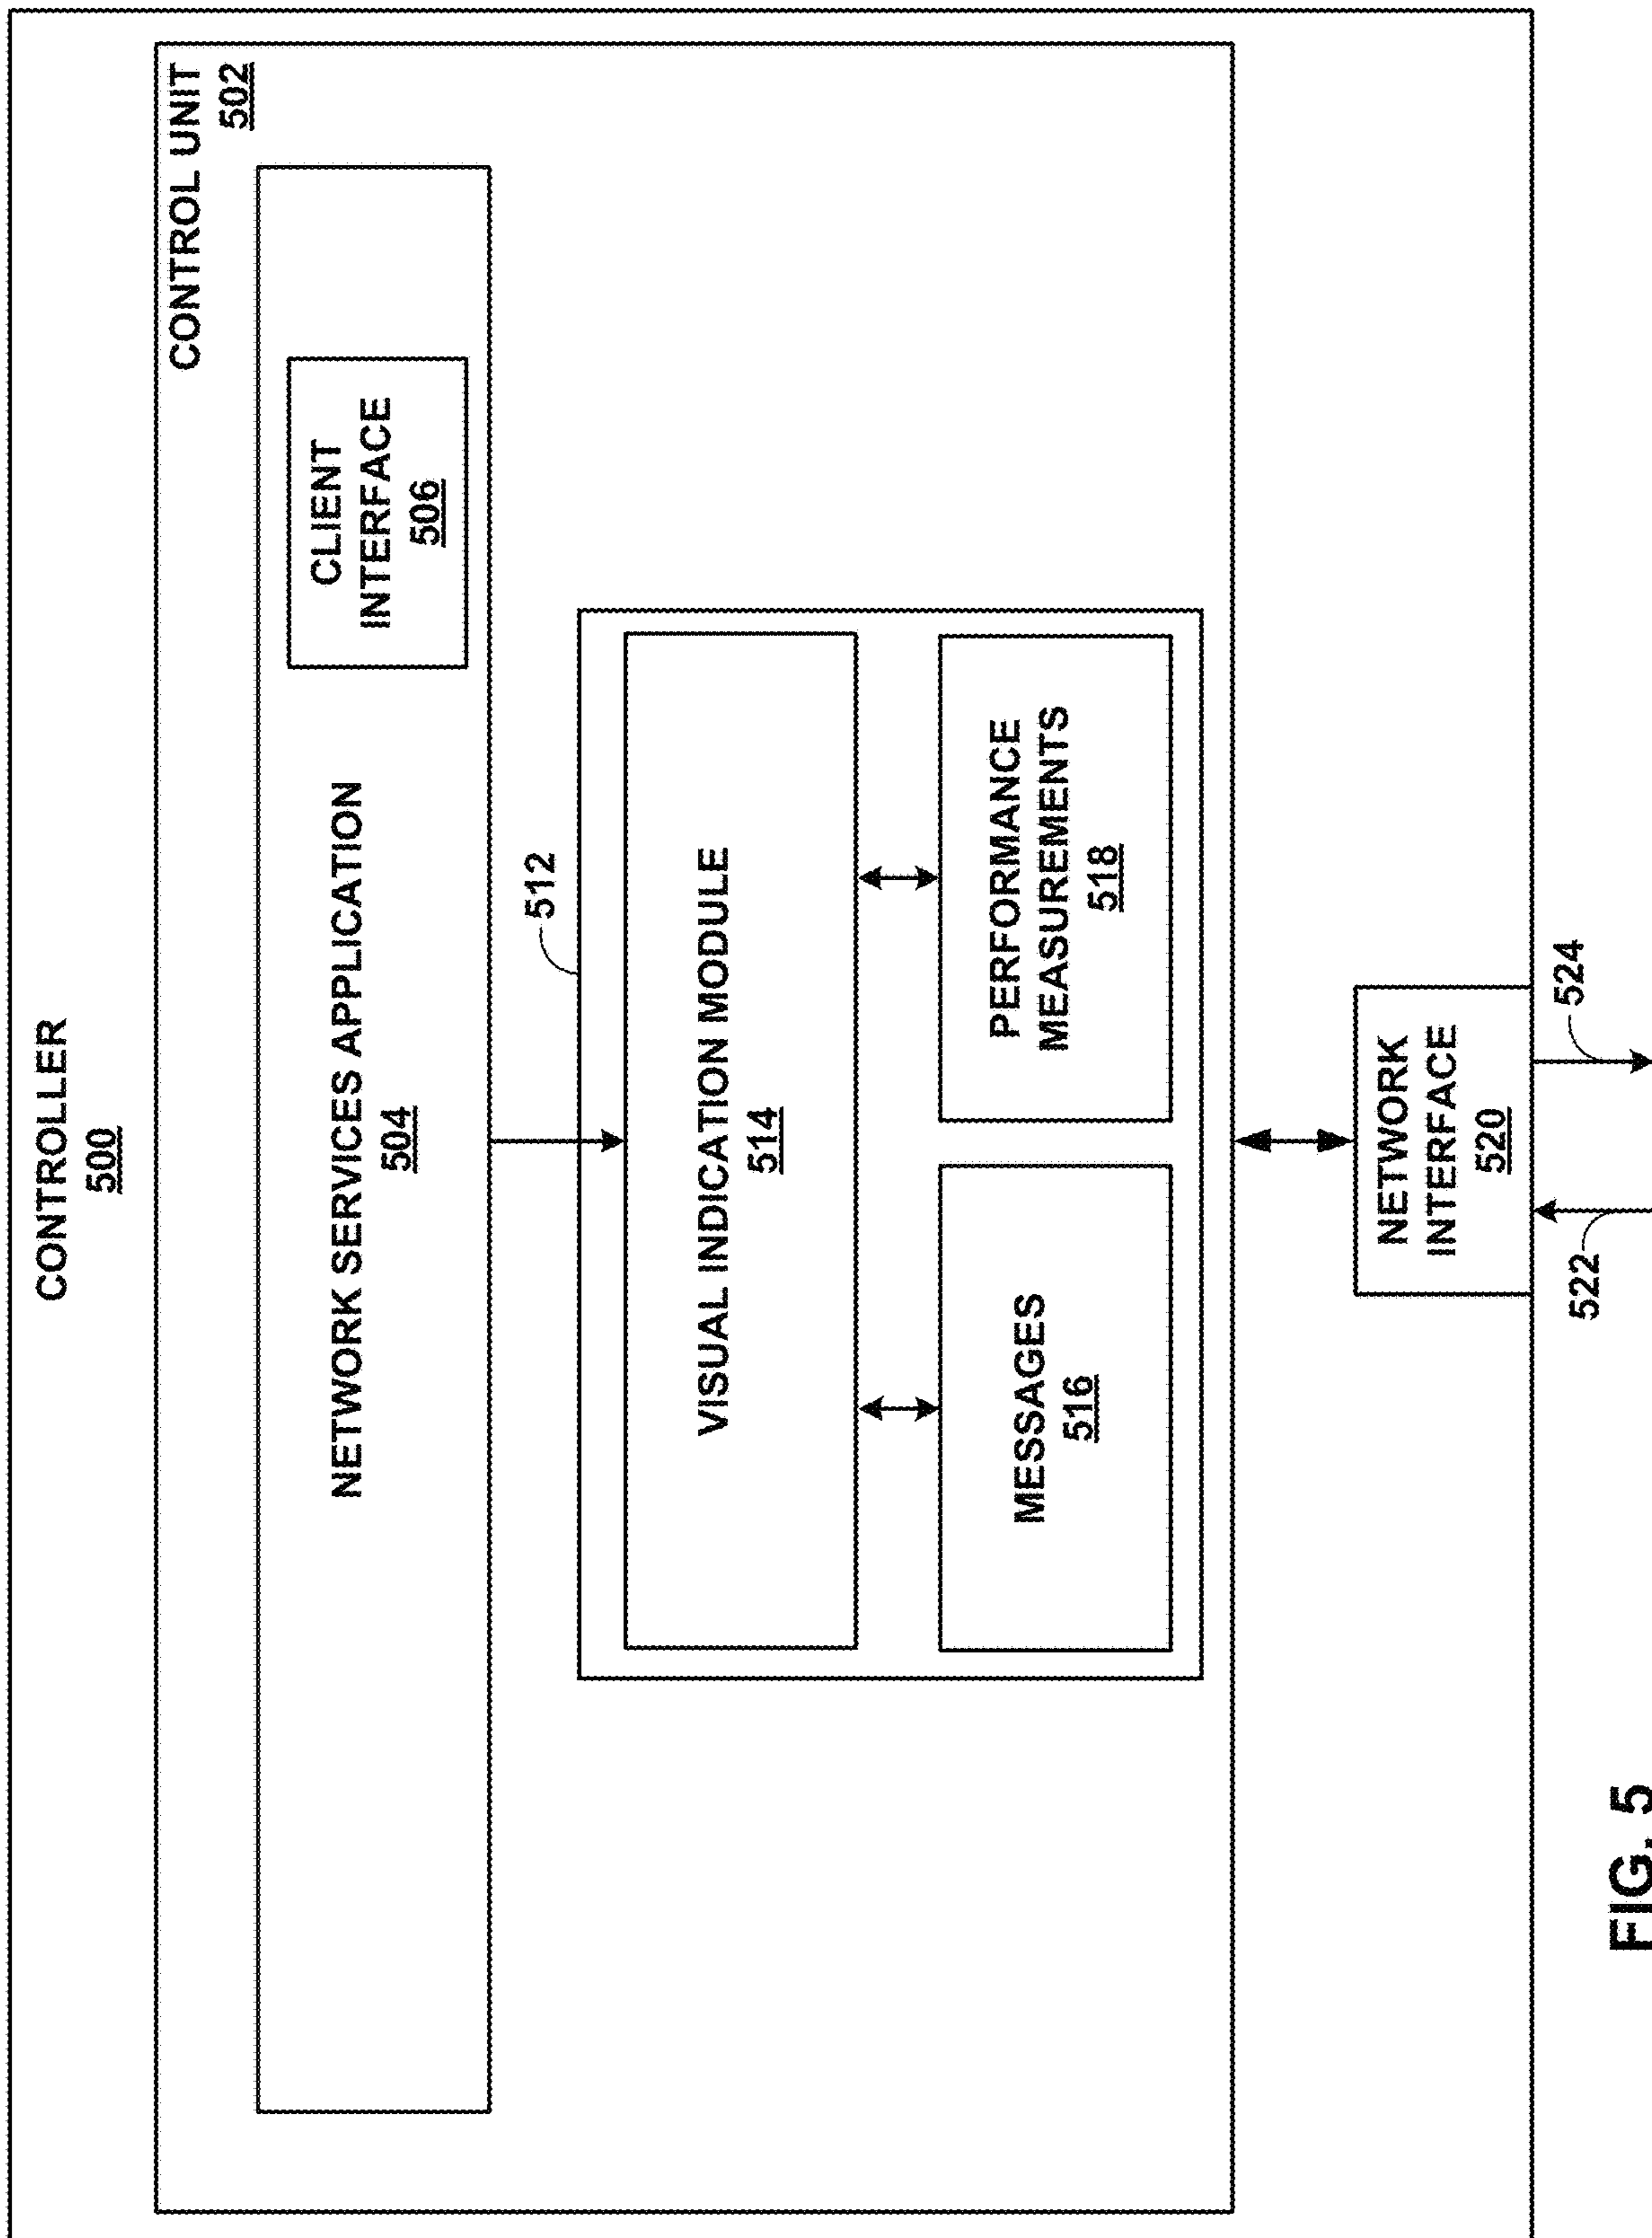 CONTROLLER
500
CONTROL UNIT
502
NETWORK SERVICES APPLICATION
504
CLIENT
INTERFACE
506
512
VISUAL INDICATION MODULE
514
MESSAGES
516
PERFORMANCE
MEASUREMENTS
518
NETWORK
INTERFACE
520
522
524
FIG. 5